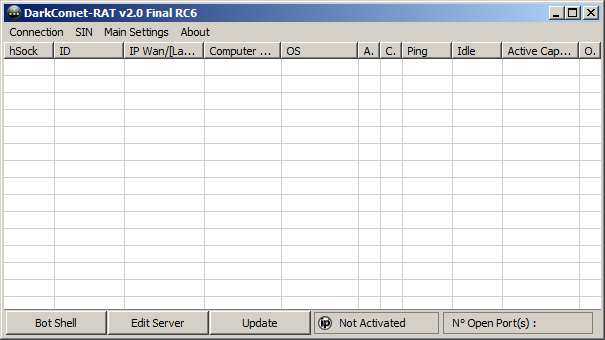 DarkComet-RAT v2.0 Final RC6
Connection SIN Main Settings About
hSock ID IP Wan/[La... Computer ... OS A. C. Ping Idle Active Cap... O.
Bot Shell Edit Server Update ip Not Activated N° Open Port(s) :